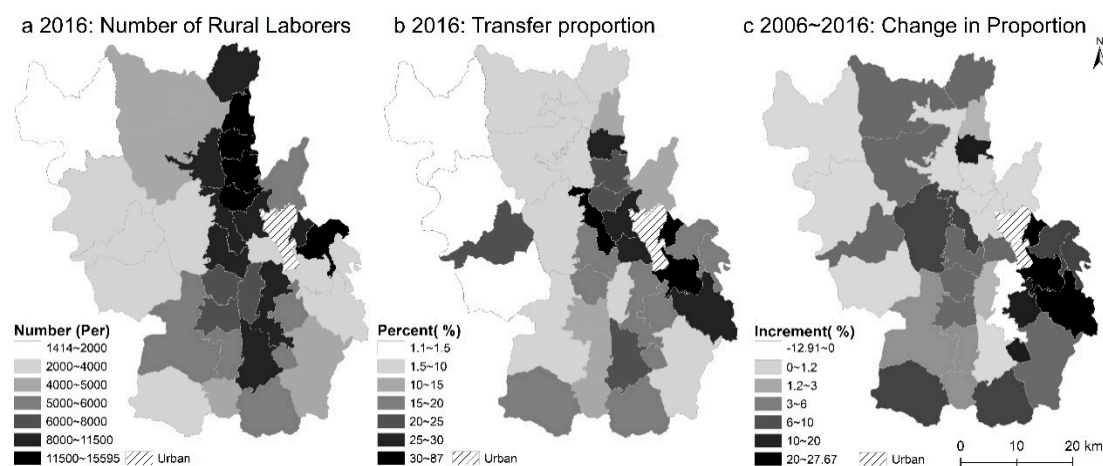 a 2016: Number of Rural Laborers
b 2016: Transfer proportion
c 2006~2016: Change in Proportion
N
Number (Per)
1414~2000
2000~4000
4000~5000
5000~6000
6000~8000
8000~11500
11500~15595
Urban
Percent( %)
1.1~1.5
1.5~10
10~15
15~20
20~25
25~30
30~87
Urban
Increment( %)
-12.91~0
0~1.2
1.2~3
3~6
6~10
10~20
20~27.67
Urban
0 10 20 km